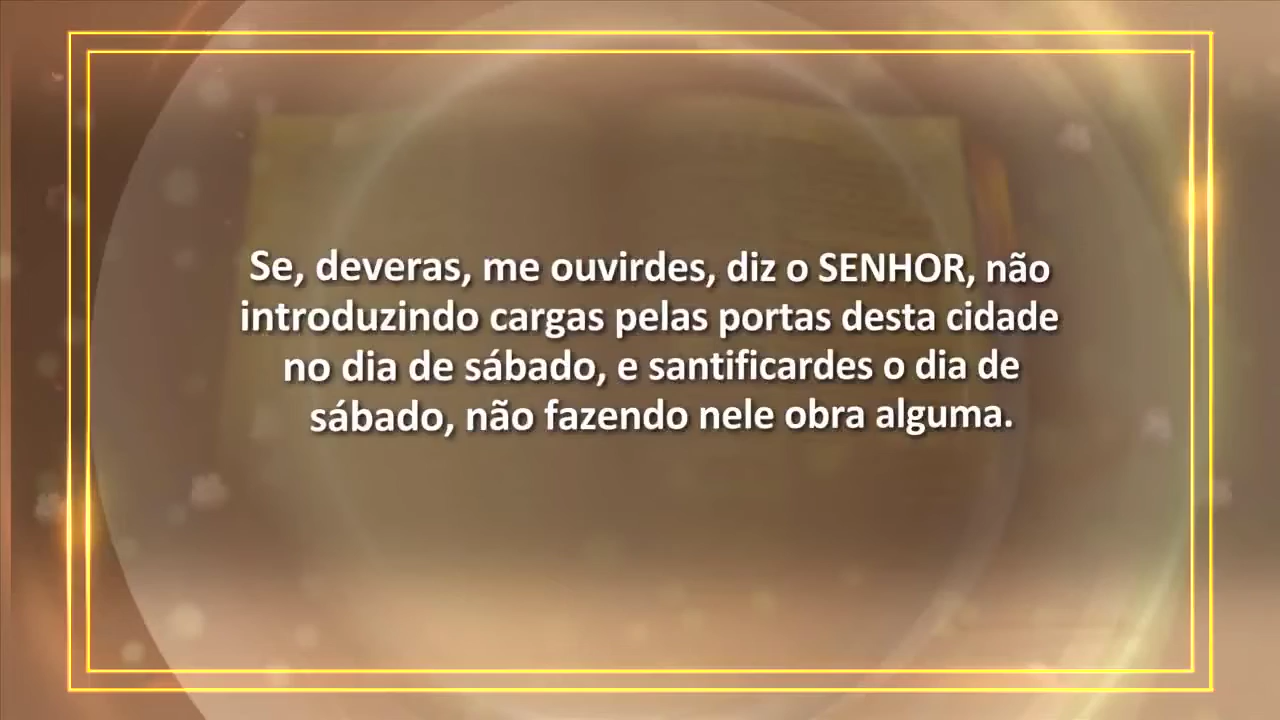 Se, deveras, me ouvirdes, diz o SENHOR, não
introduzindo cargas pelas portas desta cidade
no dia de sábado, e santificardes o dia de
sábado, não fazendo nele obra alguma.